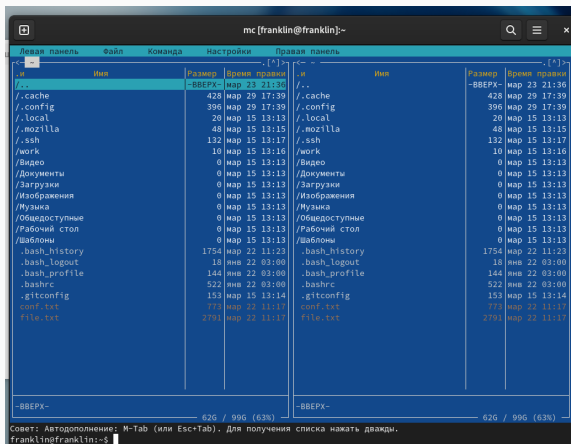 mc [franklin@franklin]:~
Левая панель Файл Команда Настройки Правая панель
<- ~ .[^]> <- ~ .[^]>
.и Имя Размер Время правки .и Имя Размер Время правки
/.. -ВВЕРХ- мар 23 21:36 /.. -ВВЕРХ- мар 23 21:36
/.cache 428 мар 29 17:39 /.cache 428 мар 29 17:39
/.config 396 мар 29 17:39 /.config 396 мар 29 17:39
/.local 20 мар 15 13:13 /.local 20 мар 15 13:13
/.mozilla 48 мар 15 13:15 /.mozilla 48 мар 15 13:15
/.ssh 132 мар 15 13:17 /.ssh 132 мар 15 13:17
/work 10 мар 15 13:16 /work 10 мар 15 13:16
/Видео 0 мар 15 13:13 /Видео 0 мар 15 13:13
/Документы 0 мар 15 13:13 /Документы 0 мар 15 13:13
/Загрузки 0 мар 15 13:13 /Загрузки 0 мар 15 13:13
/Изображения 0 мар 15 13:13 /Изображения 0 мар 15 13:13
/Музыка 0 мар 15 13:13 /Музыка 0 мар 15 13:13
/Общедоступные 0 мар 15 13:13 /Общедоступные 0 мар 15 13:13
/Рабочий стол 0 мар 15 13:13 /Рабочий стол 0 мар 15 13:13
/Шаблоны 0 мар 15 13:13 /Шаблоны 0 мар 15 13:13
.bash_history 1754 мар 22 11:23 .bash_history 1754 мар 22 11:23
.bash_logout 18 янв 22 03:00 .bash_logout 18 янв 22 03:00
.bash_profile 144 янв 22 03:00 .bash_profile 144 янв 22 03:00
.bashrc 522 янв 22 03:00 .bashrc 522 янв 22 03:00
.gitconfig 153 мар 15 13:14 .gitconfig 153 мар 15 13:14
conf.txt 773 мар 22 11:17 conf.txt 773 мар 22 11:17
file.txt 2791 мар 22 11:17 file.txt 2791 мар 22 11:17
-ВВЕРХ- -ВВЕРХ-
62G / 99G (63%) 62G / 99G (63%)
Совет: Автодополнение: M-Tab (или Esc+Tab). Для получения списка нажать дважды.
franklin@franklin:~$